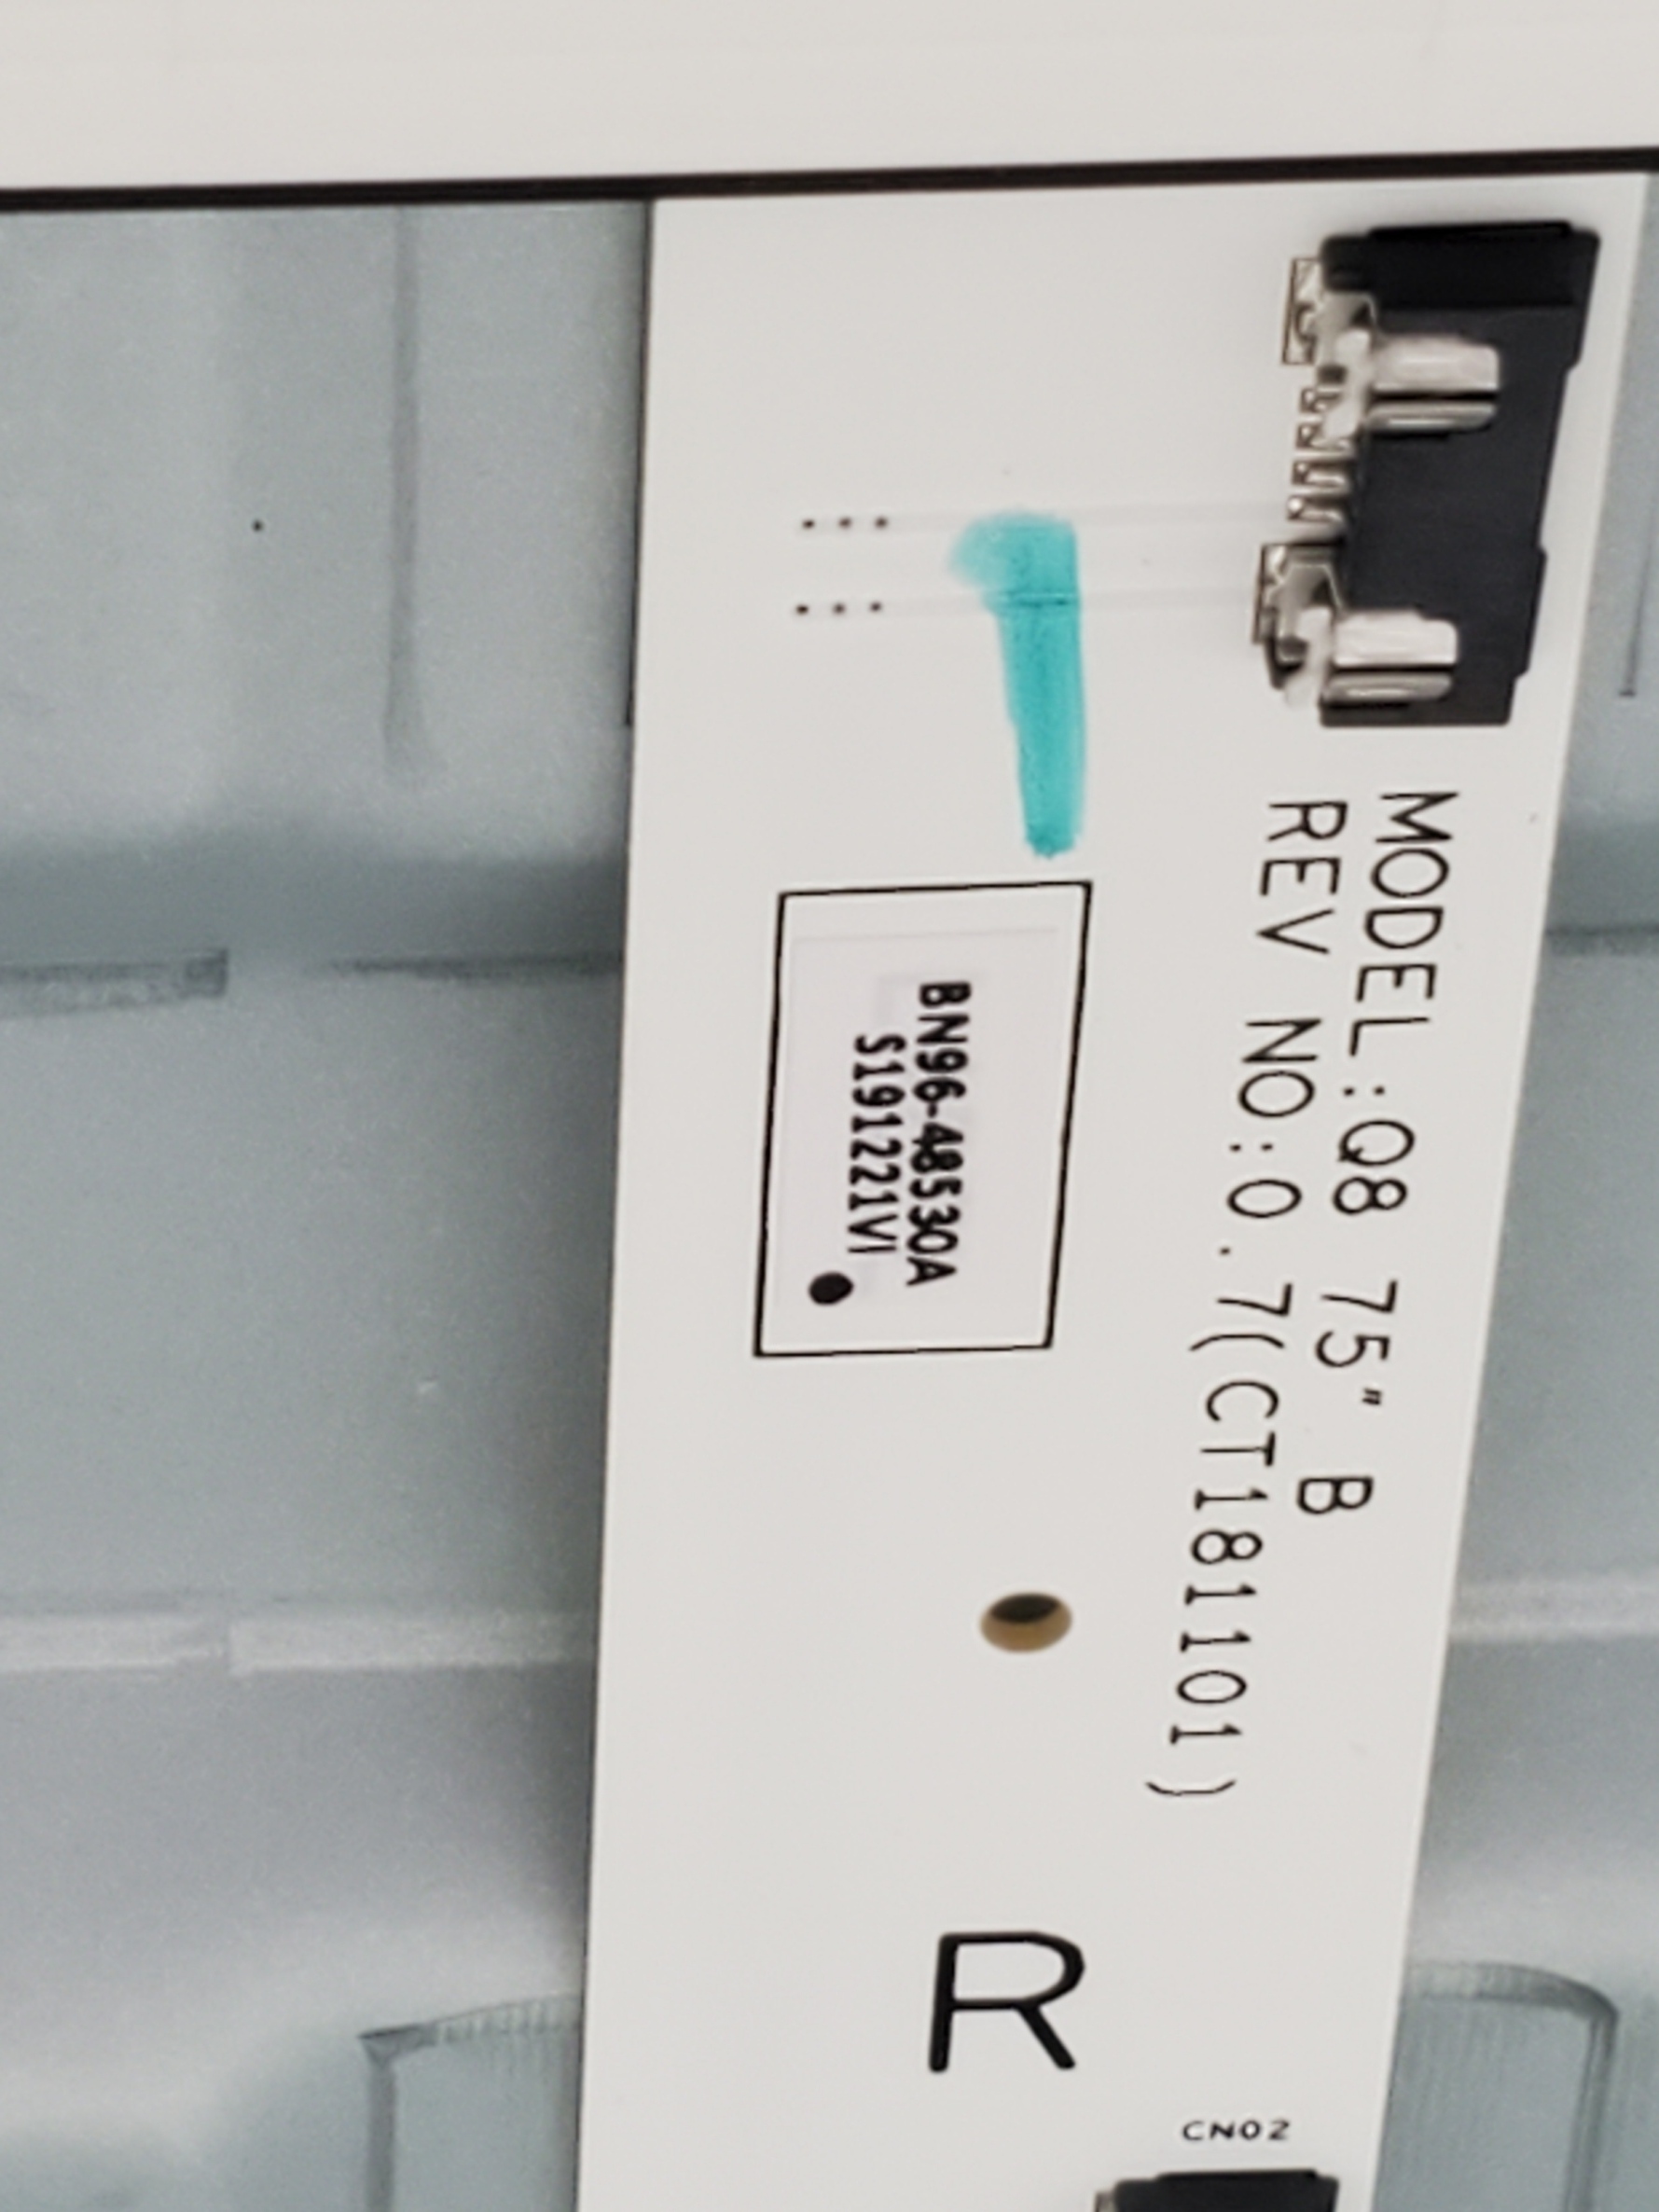 MODEL:Q8 75" B
REV NO:0.7(CT181101)
BN96-48530A
S191221VI
R
CN02